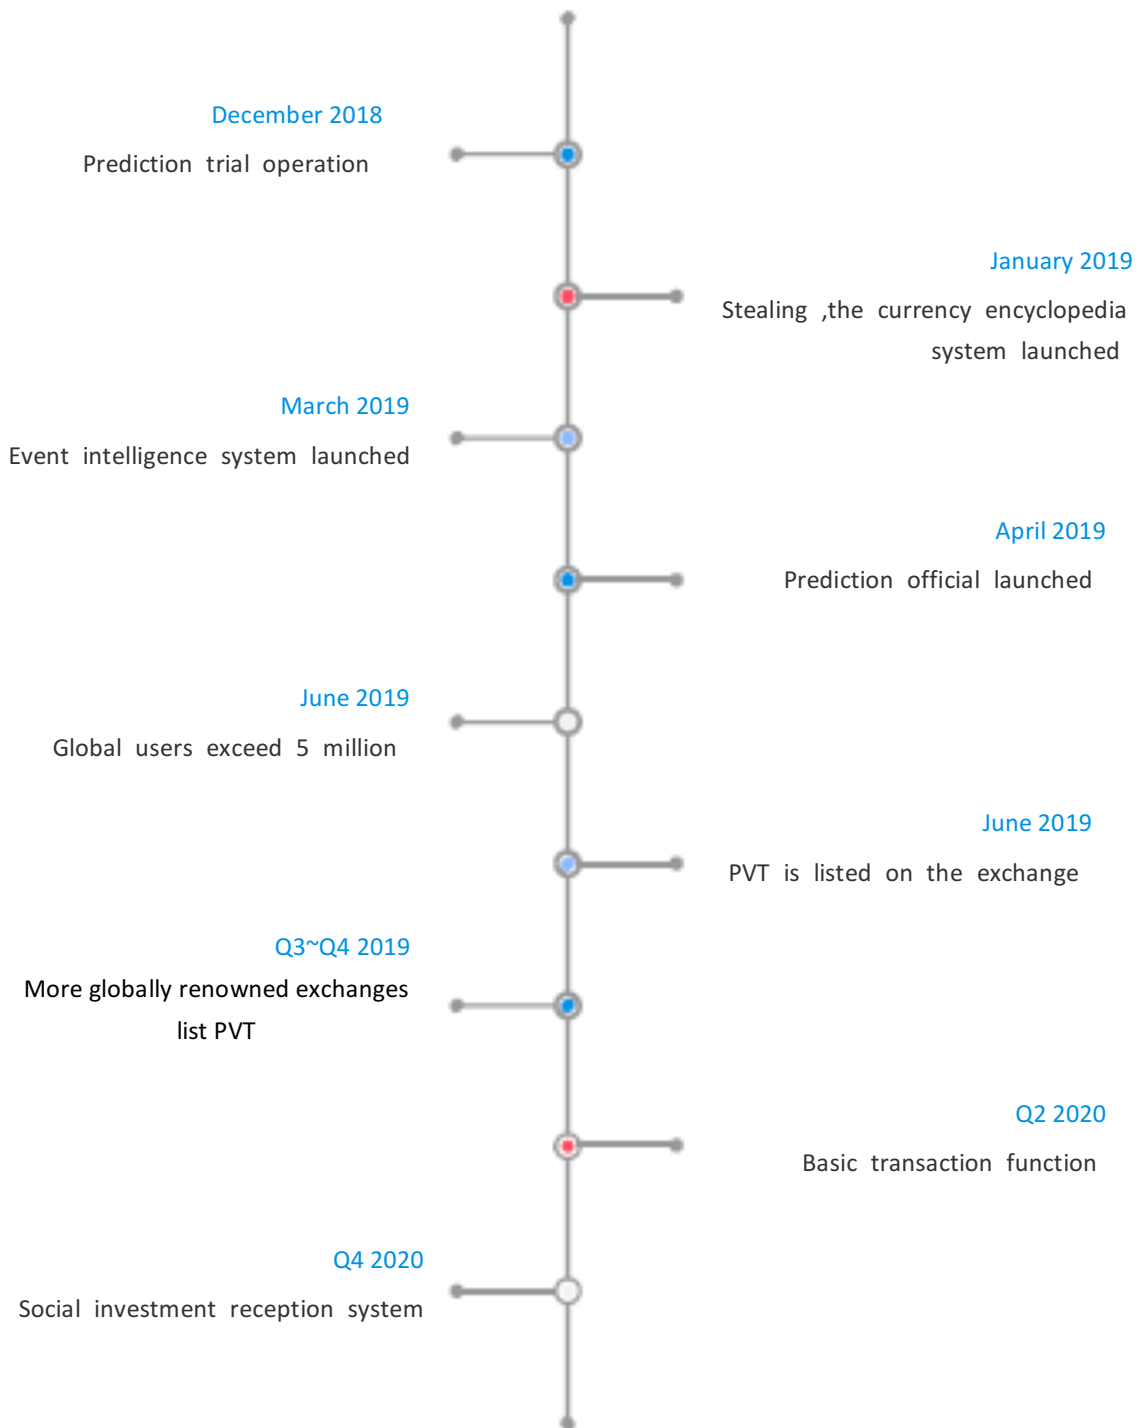 December 2018
Prediction trial operation
January 2019
Stealing ,the currency encyclopedia
system launched
March 2019
Event intelligence system launched
April 2019
Prediction official launched
June 2019
Global users exceed 5 million
June 2019
PVT is listed on the exchange
Q3~Q4 2019
More globally renowned exchanges
list PVT
Q2 2020
Basic transaction function
Q4 2020
Social investment reception system